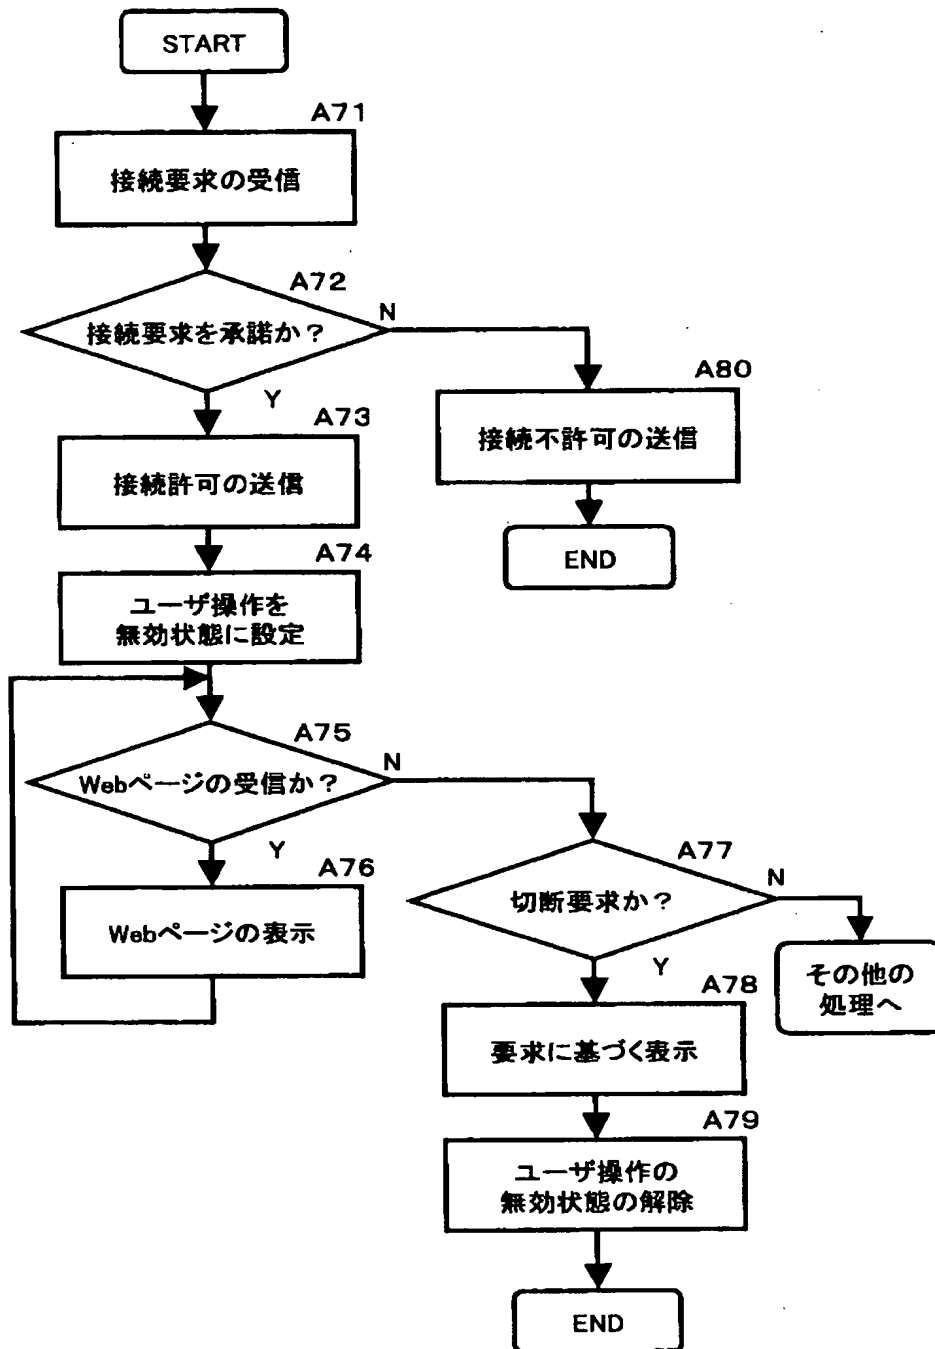 START
A71
接続要求の受信
A72
接続要求を承諾か？
N
Y
A80
接続不許可の送信
END
A73
接続許可の送信
A74
ユーザ操作を
無効状態に設定
A75
Webページの受信か？
N
Y
A76
Webページの表示
A77
切断要求か？
N
Y
その他の
処理へ
A78
要求に基づく表示
A79
ユーザ操作の
無効状態の解除
END